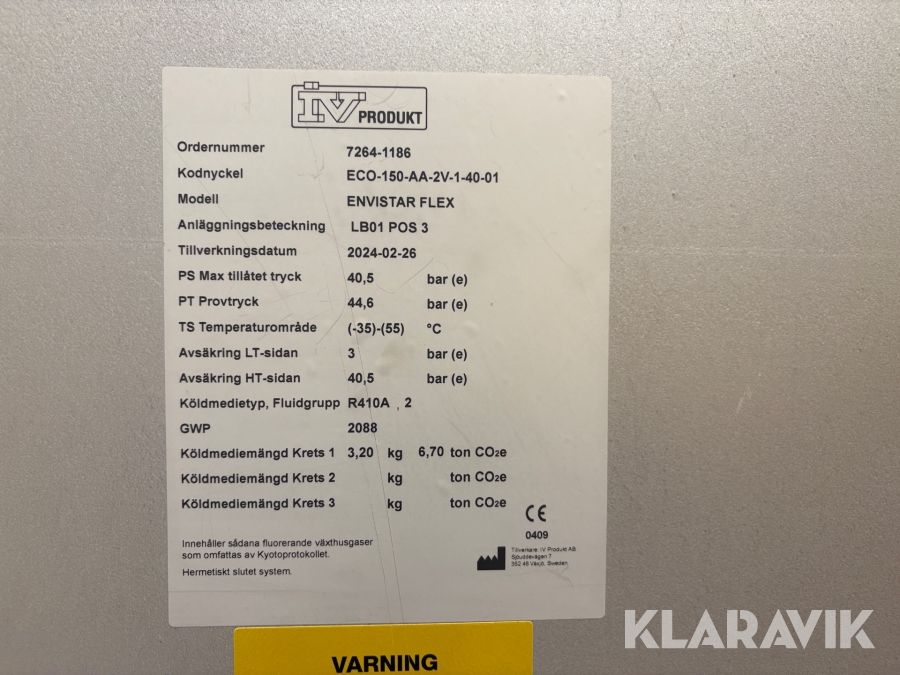 IV PRODUKT
Ordernummer 7264-1186
Kodnyckel ECO-150-AA-2V-1-40-01
Modell ENVISTAR FLEX
Anläggningsbeteckning LB01 POS 3
Tillverkningsdatum 2024-02-26
PS Max tillåtet tryck 40,5 bar (e)
PT Provtryck 44,6 bar (e)
TS Temperaturområde (-35)-(55) °C
Avsäkring LT-sidan 3 bar (e)
Avsäkring HT-sidan 40,5 bar (e)
Köldmedietyp, Fluidgrupp R410A , 2
GWP 2088
Köldmediemängd Krets 1 3,20 kg 6,70 ton CO2e
Köldmediemängd Krets 2 kg ton CO2e
Köldmediemängd Krets 3 kg ton CO2e
CE
0409
Innehåller sådana fluorerande växthusgaser
som omfattas av Kyotoprotokollet.
Hermetiskt slutet system.
Tillverkare: IV Produkt AB
Spuddevägen 7
352 46 Växjö, Sweden
VARNING
KLARAVIK